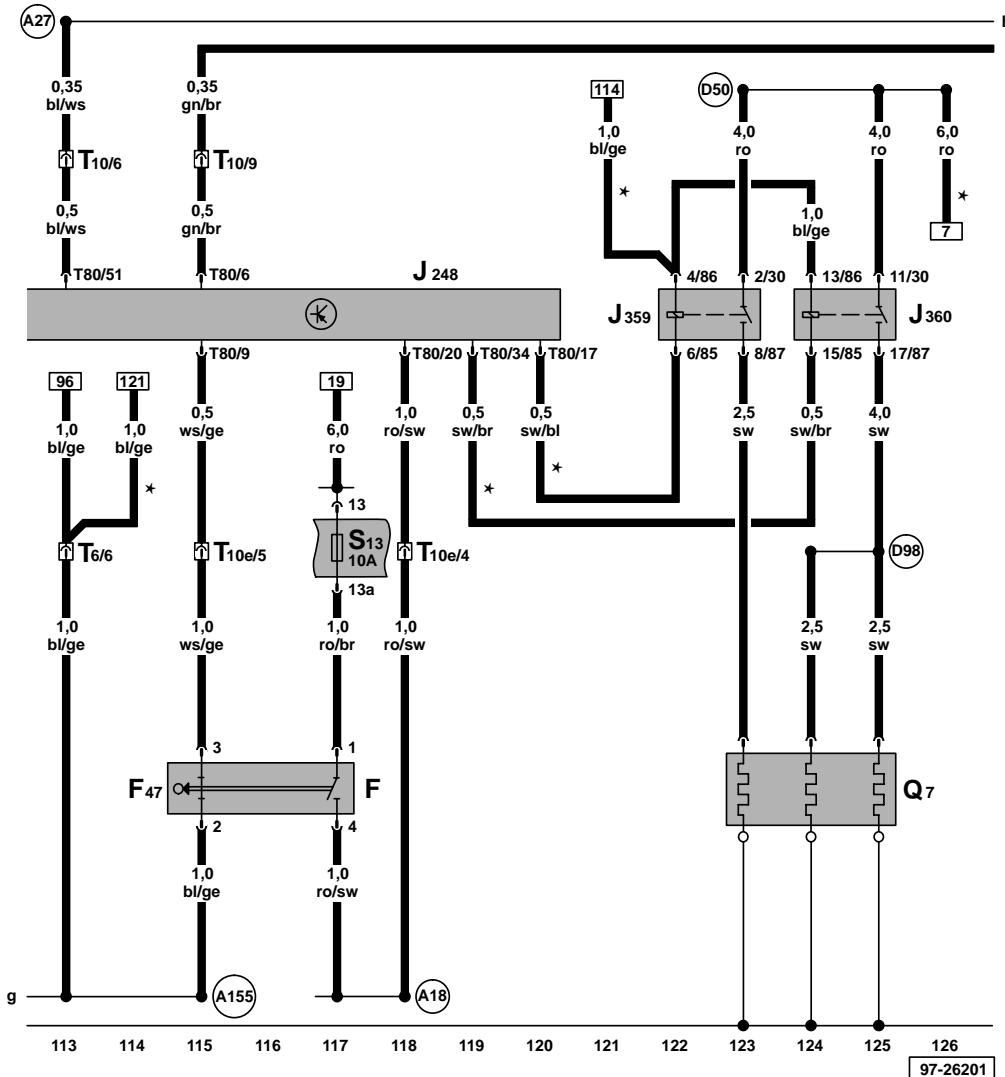 A27
l
0,35
bl/ws
0,35
gn/br
114
D50
1,0
bl/ge
4,0
ro
4,0
ro
6,0
ro
T10/6
T10/9
*
*
0,5
bl/ws
0,5
gn/br
1,0
bl/ge
7
T80/51
T80/6
J 248
4/86
2/30
13/86
11/30
J 359
J 360
T80/9
T80/20
T80/34
T80/17
6/85
8/87
15/85
17/87
96
121
19
1,0
bl/ge
1,0
bl/ge
0,5
ws/ge
6,0
ro
1,0
ro/sw
0,5
sw/br
0,5
sw/bl
2,5
sw
0,5
sw/br
4,0
sw
*
*
*
13
T6/6
T10e/5
S13
10A
T10e/4
D98
13a
1,0
bl/ge
1,0
ws/ge
1,0
ro/br
1,0
ro/sw
2,5
sw
2,5
sw
3
1
F47
F
Q 7
2
4
1,0
bl/ge
1,0
ro/sw
g
A155
A18
113 114 115 116 117 118 119 120 121 122 123 124 125 126
97-26201